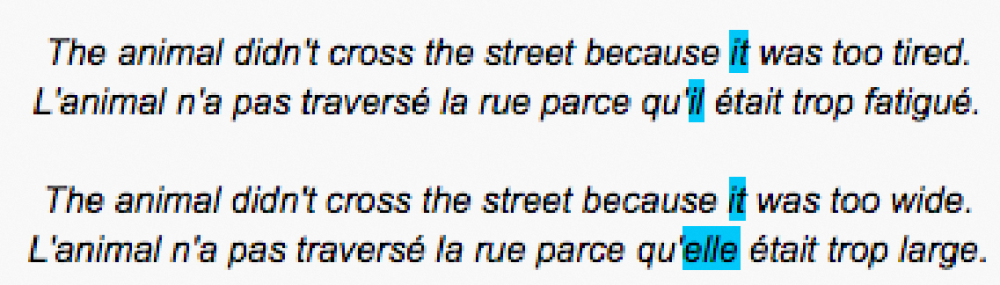 The animal didn't cross the street because it was too tired.
L'animal n'a pas traversé la rue parce qu'il était trop fatigué.
The animal didn't cross the street because it was too wide.
L'animal n'a pas traversé la rue parce qu'elle était trop large.